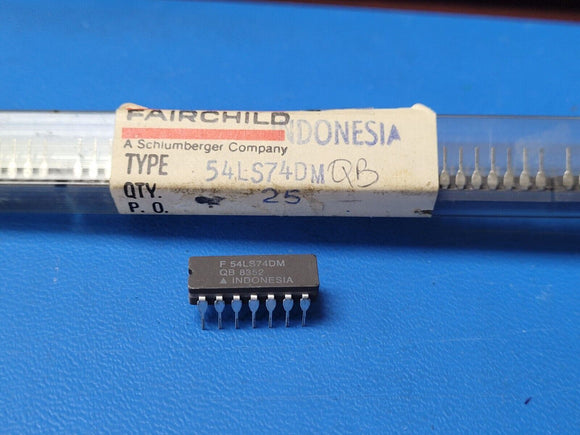 FAIRCHILD
INDONESIA
A Schlumberger Company
TYPE 54LS74DM QB
QTY. 25
P. O.
F 54LS74DM
QB 8352
▲ INDONESIA